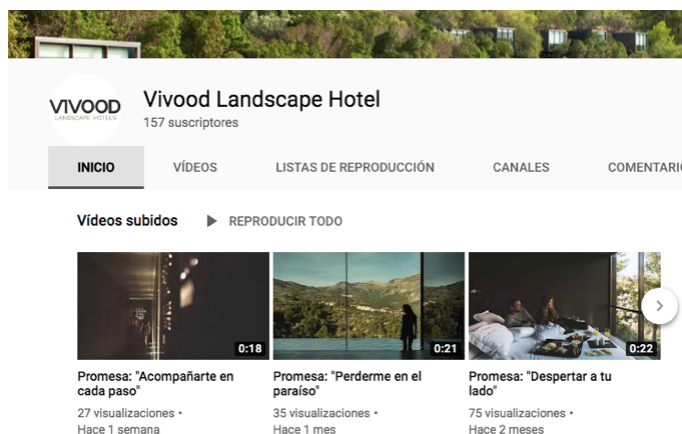 VIVOOD
LANDSCAPE HOTELS
Vivood Landscape Hotel
157 suscriptores
INICIO
VÍDEOS
LISTAS DE REPRODUCCIÓN
CANALES
COMENTARI
Vídeos subidos
REPRODUCIR TODO
0:18
0:21
0:22
Promesa: "Acompañarte en
cada paso"
27 visualizaciones •
Hace 1 semana
Promesa: "Perderme en el
paraíso"
35 visualizaciones •
Hace 1 mes
Promesa: "Despertar a tu
lado"
75 visualizaciones •
Hace 2 meses